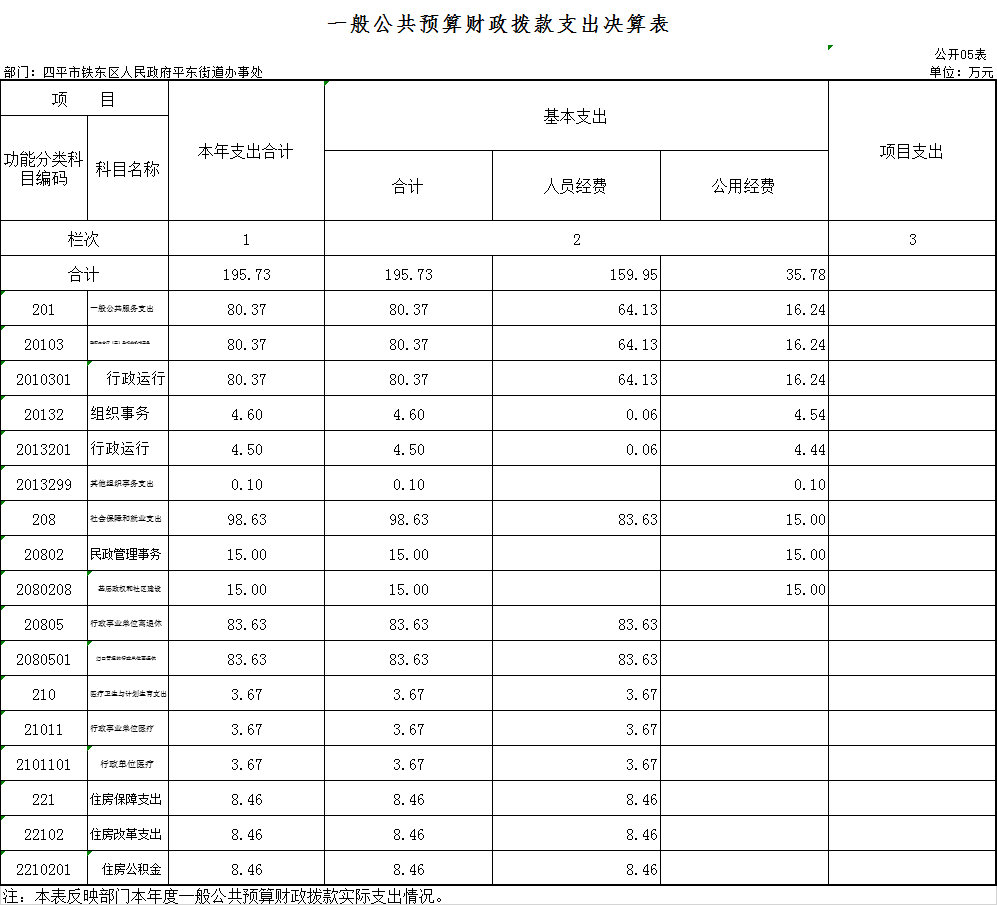 一般公共预算财政拨款支出决算表
公开05表
部门：四平市铁东区人民政府平东街道办事处 单位：万元
项 目 本年支出合计 基本支出 项目支出
功能分类科目编码 科目名称 合计 人员经费 公用经费
栏次 1 2 3
合计 195.73 195.73 159.95 35.78
201 一般公共服务支出 80.37 80.37 64.13 16.24
20103 80.37 80.37 64.13 16.24
2010301 行政运行 80.37 80.37 64.13 16.24
20132 组织事务 4.60 4.60 0.06 4.54
2013201 行政运行 4.50 4.50 0.06 4.44
2013299 其他组织事务支出 0.10 0.10 0.10
208 社会保障和就业支出 98.63 98.63 83.63 15.00
20802 民政管理事务 15.00 15.00 15.00
2080208 基层政权和社区建设 15.00 15.00 15.00
20805 行政事业单位离退休 83.63 83.63 83.63
2080501 83.63 83.63 83.63
210 医疗卫生与计划生育支出 3.67 3.67 3.67
21011 行政事业单位医疗 3.67 3.67 3.67
2101101 行政单位医疗 3.67 3.67 3.67
221 住房保障支出 8.46 8.46 8.46
22102 住房改革支出 8.46 8.46 8.46
2210201 住房公积金 8.46 8.46 8.46
注：本表反映部门本年度一般公共预算财政拨款实际支出情况。